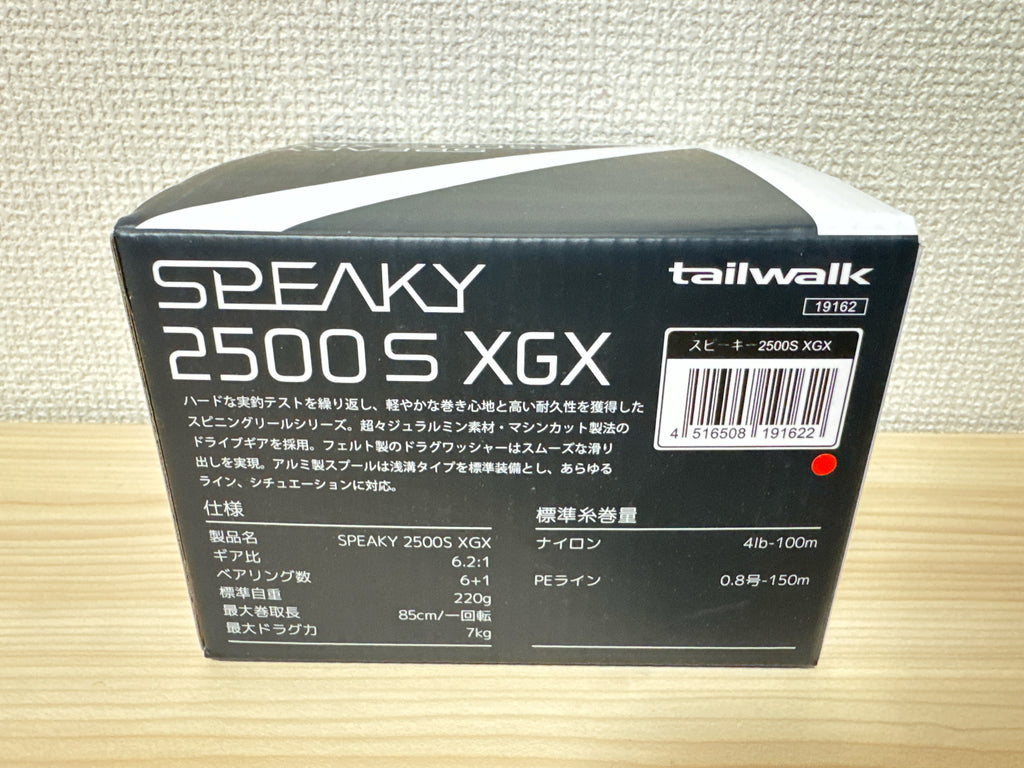 SPEAKY
2500S XGX
tailwalk
19162
スピーキー2500S XGX
4 516508 191622
ハードな実釣テストを繰り返し、軽やかな巻き心地と高い耐久性を獲得した
スピニングリールシリーズ。超々ジュラルミン素材・マシンカット製法の
ドライブギアを採用。フェルト製のドラグワッシャーはスムーズな滑り
出しを実現。アルミ製スプールは浅溝タイプを標準装備とし、あらゆる
ライン、シチュエーションに対応。
仕様
製品名 SPEAKY 2500S XGX
ギア比 6.2:1
ベアリング数 6+1
標準自重 220g
最大巻取長 85cm/一回転
最大ドラグ力 7kg
標準糸巻量
ナイロン 4lb-100m
PEライン 0.8号-150m